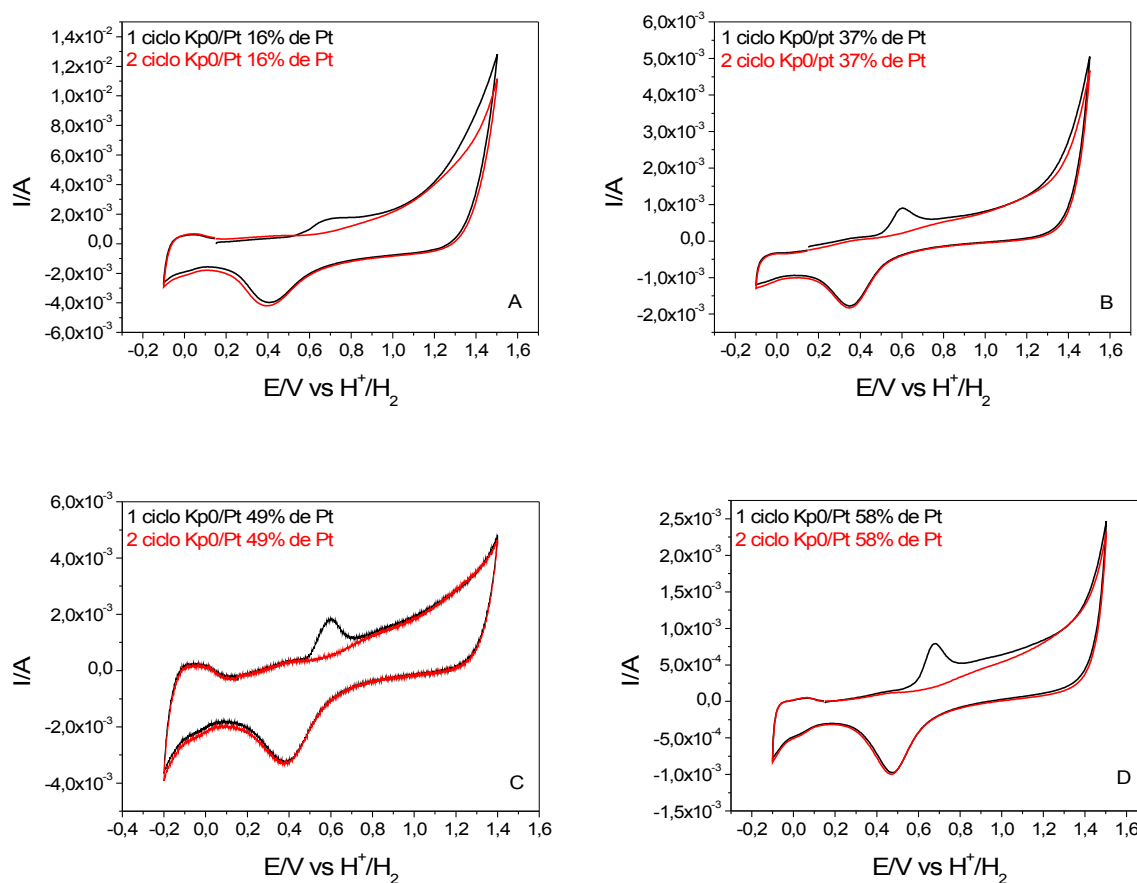 1 ciclo Kp0/Pt 16% de Pt
2 ciclo Kp0/Pt 16% de Pt
1,4x10⁻²
1,2x10⁻²
1,0x10⁻²
8,0x10⁻³
6,0x10⁻³
4,0x10⁻³
2,0x10⁻³
0,0
-2,0x10⁻³
-4,0x10⁻³
-6,0x10⁻³
I/A
A
-0,2 0,0 0,2 0,4 0,6 0,8 1,0 1,2 1,4 1,6
E/V vs H⁺/H₂
1 ciclo Kp0/pt 37% de Pt
2 ciclo Kp0/Pt 37% de Pt
6,0x10⁻³
5,0x10⁻³
4,0x10⁻³
3,0x10⁻³
2,0x10⁻³
1,0x10⁻³
0,0
-1,0x10⁻³
-2,0x10⁻³
I/A
B
-0,2 0,0 0,2 0,4 0,6 0,8 1,0 1,2 1,4 1,6
E/V vs H⁺/H₂
1 ciclo Kp0/Pt 49% de Pt
2 ciclo Kp0/Pt 49% de Pt
6,0x10⁻³
4,0x10⁻³
2,0x10⁻³
0,0
-2,0x10⁻³
-4,0x10⁻³
I/A
C
-0,4 -0,2 0,0 0,2 0,4 0,6 0,8 1,0 1,2 1,4 1,6
E/V vs H⁺/H₂
1 ciclo Kp0/Pt 58% de Pt
2 ciclo Kp0/Pt 58% de Pt
2,5x10⁻³
2,0x10⁻³
1,5x10⁻³
1,0x10⁻³
5,0x10⁻⁴
0,0
-5,0x10⁻⁴
-1,0x10⁻³
-1,5x10⁻³
I/A
D
-0,2 0,0 0,2 0,4 0,6 0,8 1,0 1,2 1,4 1,6
E/V vs H⁺/H₂